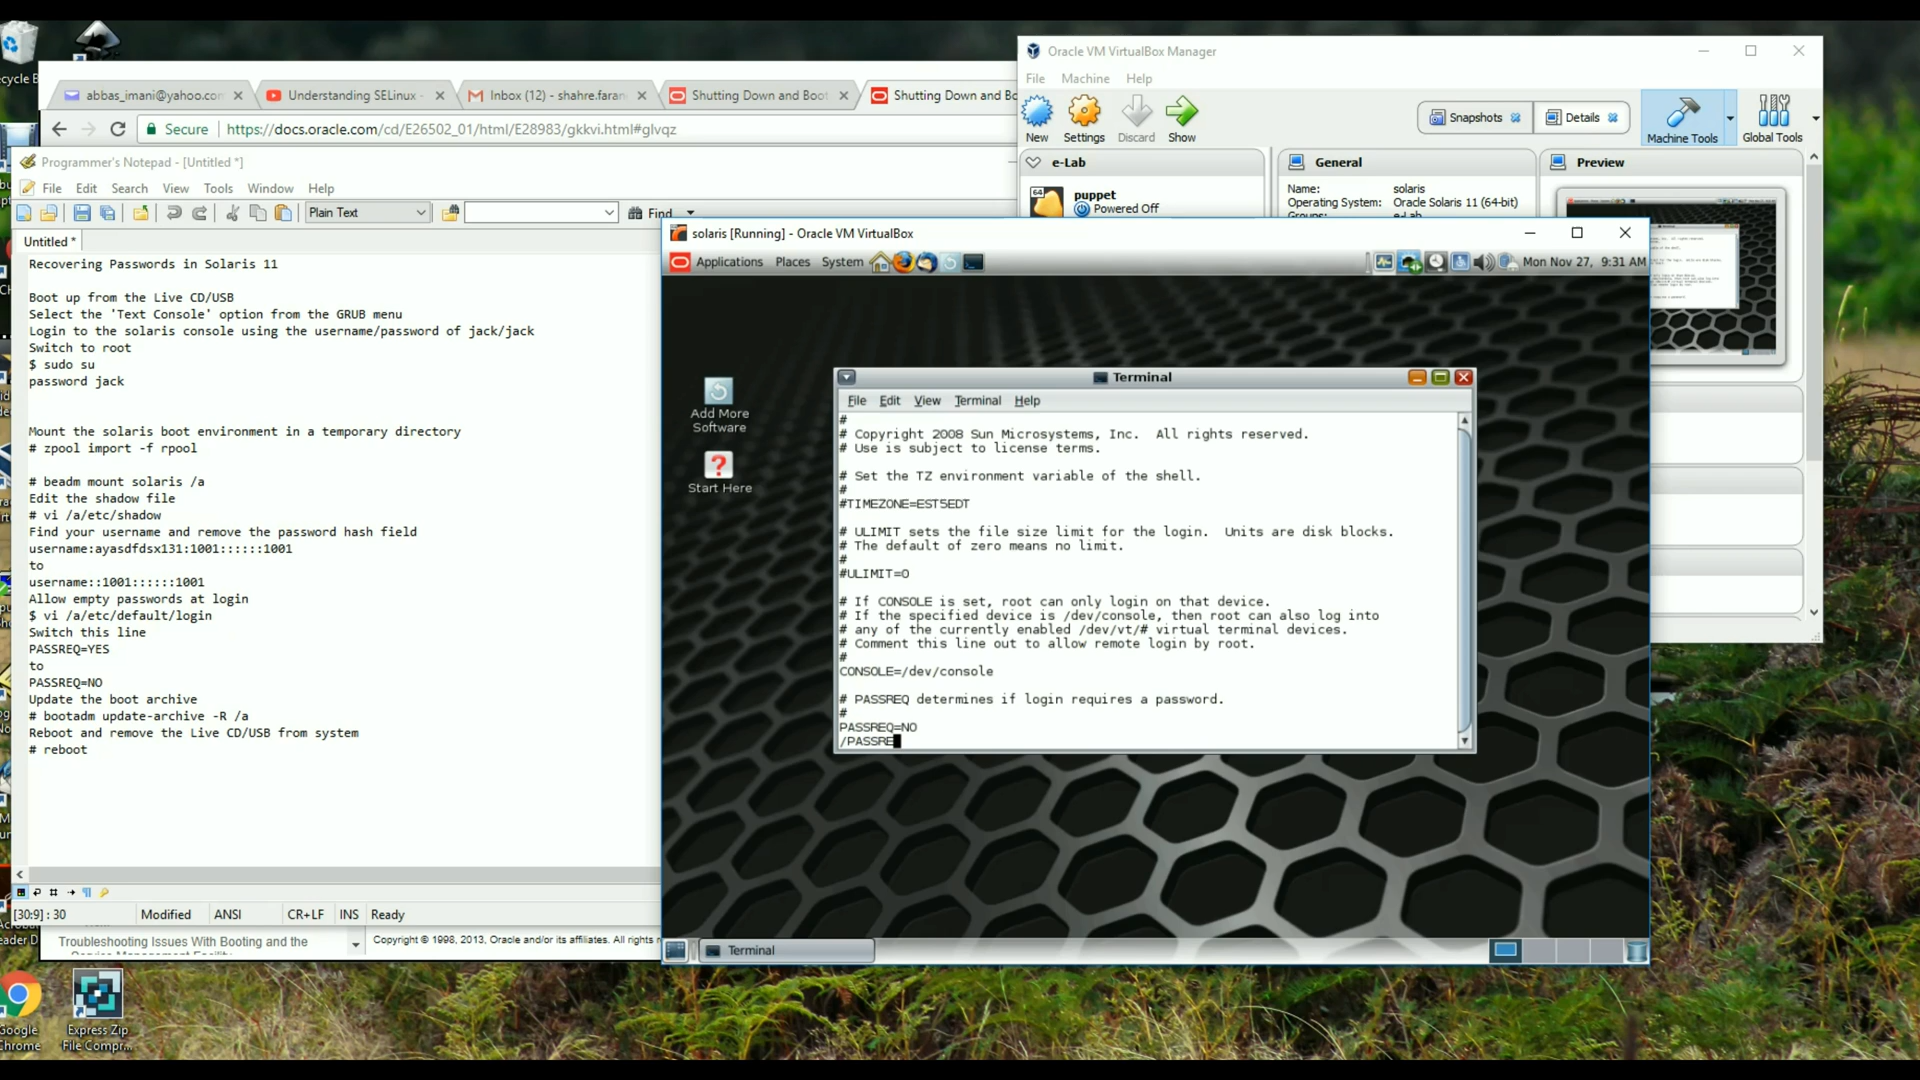 abbas_imani@yahoo.com
Understanding SELinux -
Inbox (12) - shahre.faran
Shutting Down and Boot
Shutting Down and Bo
Secure
https://docs.oracle.com/cd/E26502_01/html/E28983/gkkvi.html#glvqz
Programmer's Notepad - [Untitled *]
File Edit Search View Tools Window Help
Plain Text
Find
Untitled *
Recovering Passwords in Solaris 11
Boot up from the Live CD/USB
Select the 'Text Console' option from the GRUB menu
Login to the solaris console using the username/password of jack/jack
Switch to root
$ sudo su
password jack
Mount the solaris boot environment in a temporary directory
# zpool import -f rpool
# beadm mount solaris /a
Edit the shadow file
# vi /a/etc/shadow
Find your username and remove the password hash field
username:ayasdfdsx131:1001::::::1001
to
username::1001::::::1001
Allow empty passwords at login
$ vi /a/etc/default/login
Switch this line
PASSREQ=YES
to
PASSREQ=NO
Update the boot archive
# bootadm update-archive -R /a
Reboot and remove the Live CD/USB from system
# reboot
[30:9] : 30
Modified
ANSI
CR+LF
INS
Ready
Troubleshooting Issues With Booting and the
Copyright © 1998, 2013, Oracle and/or its affiliates. All rights
Google
Chrome
Express Zip
File Compr...
Oracle VM VirtualBox Manager
File Machine Help
New
Settings
Discard
Show
Snapshots
Details
Machine Tools
Global Tools
e-Lab
64
puppet
Powered Off
General
Name: solaris
Operating System: Oracle Solaris 11 (64-bit)
Preview
solaris [Running] - Oracle VM VirtualBox
Applications Places System
Mon Nov 27, 9:31 AM
Add More
Software
Start Here
Terminal
File Edit View Terminal Help
#
# Copyright 2008 Sun Microsystems, Inc. All rights reserved.
# Use is subject to license terms.
# Set the TZ environment variable of the shell.
#
#TIMEZONE=EST5EDT
# ULIMIT sets the file size limit for the login. Units are disk blocks.
# The default of zero means no limit.
#
#ULIMIT=0
# If CONSOLE is set, root can only login on that device.
# If the specified device is /dev/console, then root can also log into
# any of the currently enabled /dev/vt/# virtual terminal devices.
# Comment this line out to allow remote login by root.
#
CONSOLE=/dev/console
# PASSREQ determines if login requires a password.
#
PASSREQ=NO
/PASSRE
Terminal